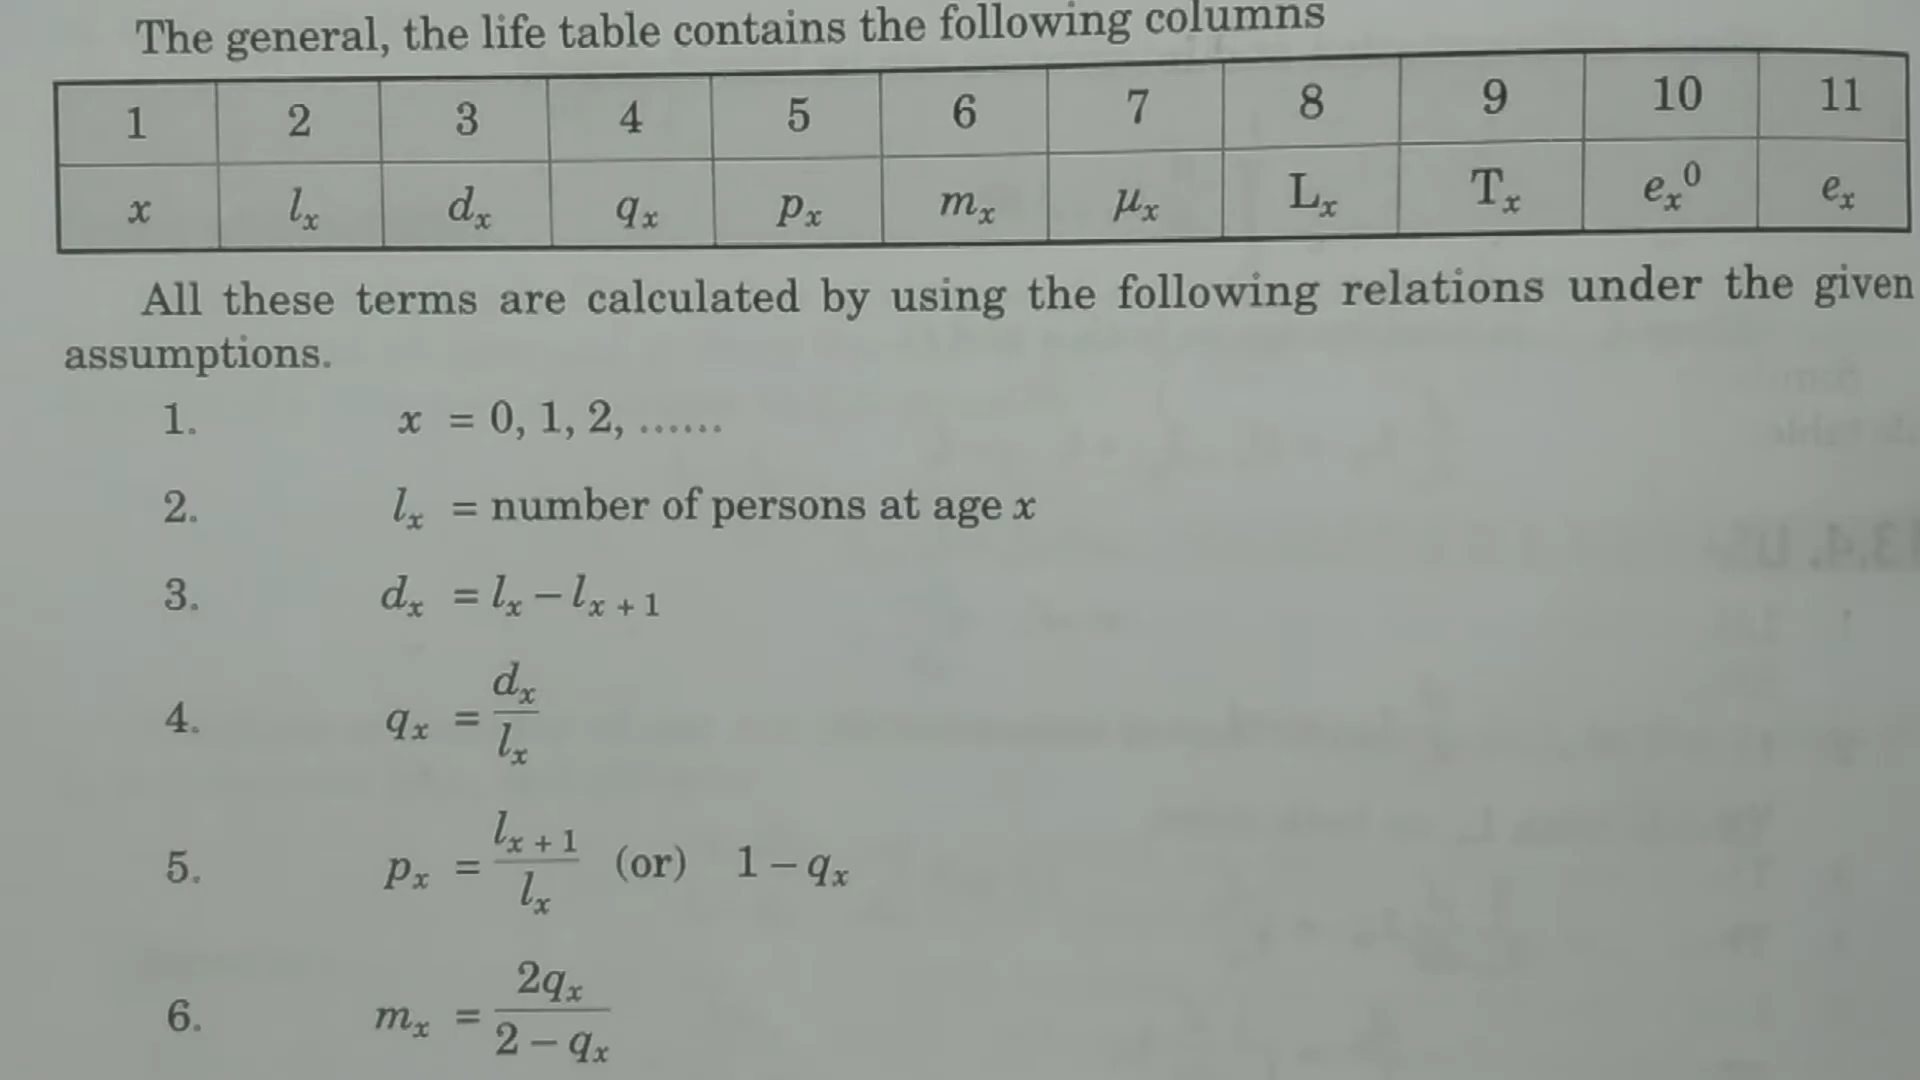 The general, the life table contains the following columns
1 2 3 4 5 6 7 8 9 10 11
x lₓ dₓ qₓ pₓ mₓ μₓ Lₓ Tₓ eₓ⁰ eₓ
All these terms are calculated by using the following relations under the given
assumptions.
1. x = 0, 1, 2, ......
2. lₓ = number of persons at age x
3. dₓ = lₓ – lₓ₊₁
4. qₓ = dₓ/lₓ
5. pₓ = lₓ₊₁/lₓ (or) 1 – qₓ
6. mₓ = 2qₓ/2 – qₓ